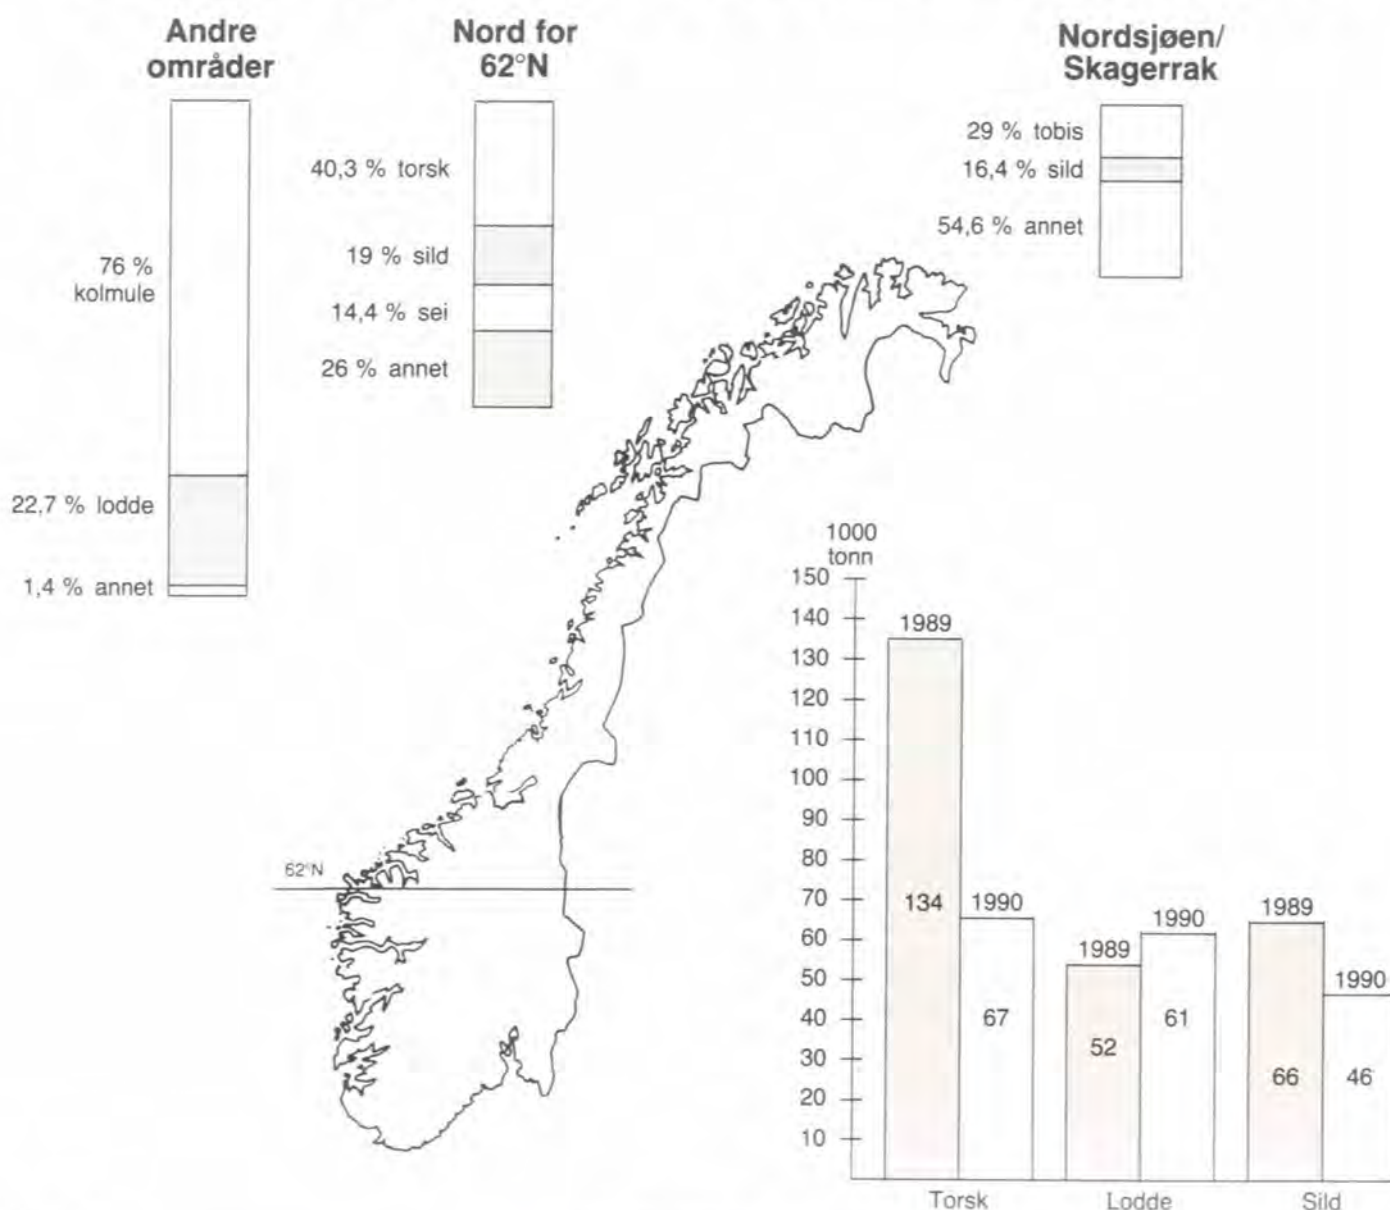 Andre
områder
76 %
kolmule
22,7 % lodde
1,4 % annet
Nord for
62°N
40,3 % torsk
19 % sild
14,4 % sei
26 % annet
Nordsjøen/
Skagerrak
29 % tobis
16,4 % sild
54,6 % annet
62°N
1000
tonn
150
140
130
120
110
100
90
80
70
60
50
40
30
20
10
1989
134
1990
67
Torsk
1989
52
1990
61
Lodde
1989
66
1990
46
Sild